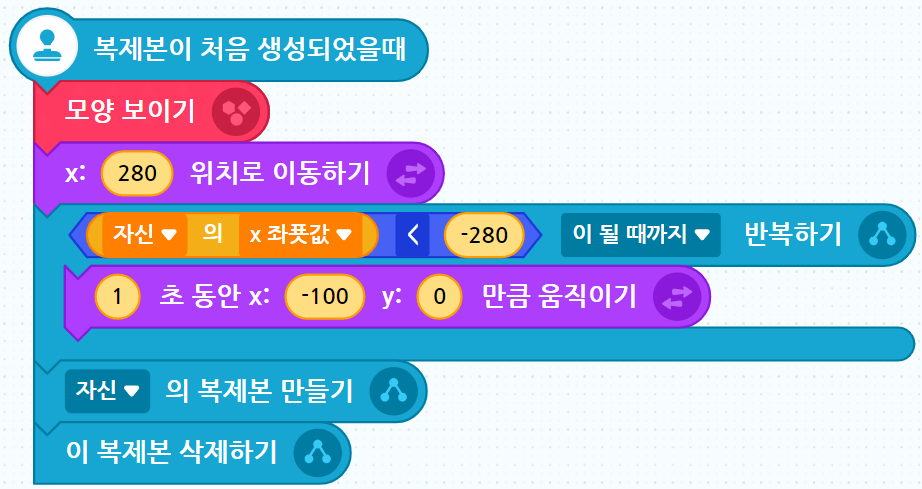 복제본이 처음 생성되었을때
모양 보이기
x: 280 위치로 이동하기
자신 의 x 좌푯값 < -280 이 될 때까지 반복하기
1 초 동안 x: -100 y: 0 만큼 움직이기
자신 의 복제본 만들기
이 복제본 삭제하기